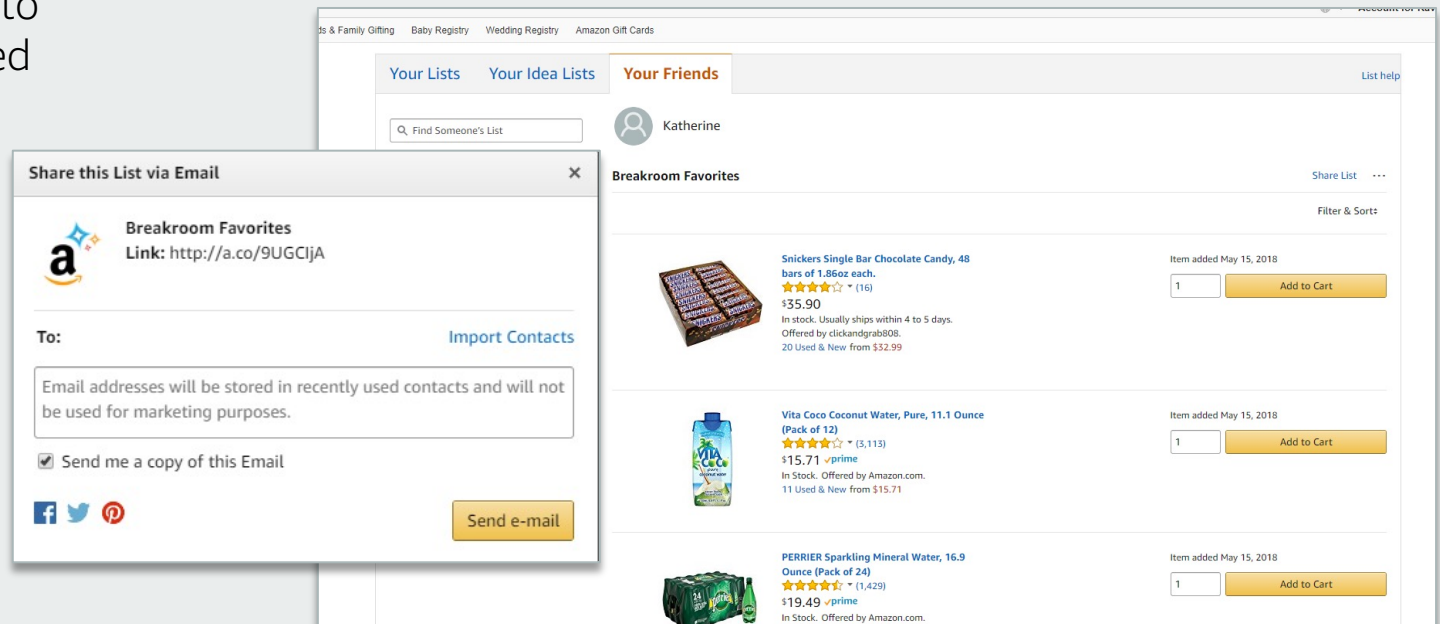 to
ed
Account for Rav
ds & Family Gifting Baby Registry Wedding Registry Amazon Gift Cards
Your Lists Your Idea Lists Your Friends List help
Find Someone's List
Katherine
Share this List via Email ×
Breakroom Favorites
Link: http://a.co/9UGCIjA
To: Import Contacts
Email addresses will be stored in recently used contacts and will not
be used for marketing purposes.
Send me a copy of this Email
Send e-mail
Breakroom Favorites Share List ...
Filter & Sort
Snickers Single Bar Chocolate Candy, 48
bars of 1.86oz each.
(16)
$35.90
In stock. Usually ships within 4 to 5 days.
Offered by clickandgrab808.
20 Used & New from $32.99
Item added May 15, 2018
1 Add to Cart
VITA
COCO
Vita Coco Coconut Water, Pure, 11.1 Ounce
(Pack of 12)
(3,113)
$15.71 prime
In Stock. Offered by Amazon.com.
11 Used & New from $15.71
Item added May 15, 2018
1 Add to Cart
24
perrier
PERRIER Sparkling Mineral Water, 16.9
Ounce (Pack of 24)
(1,429)
$19.49 prime
In Stock. Offered by Amazon.com.
Item added May 15, 2018
1 Add to Cart